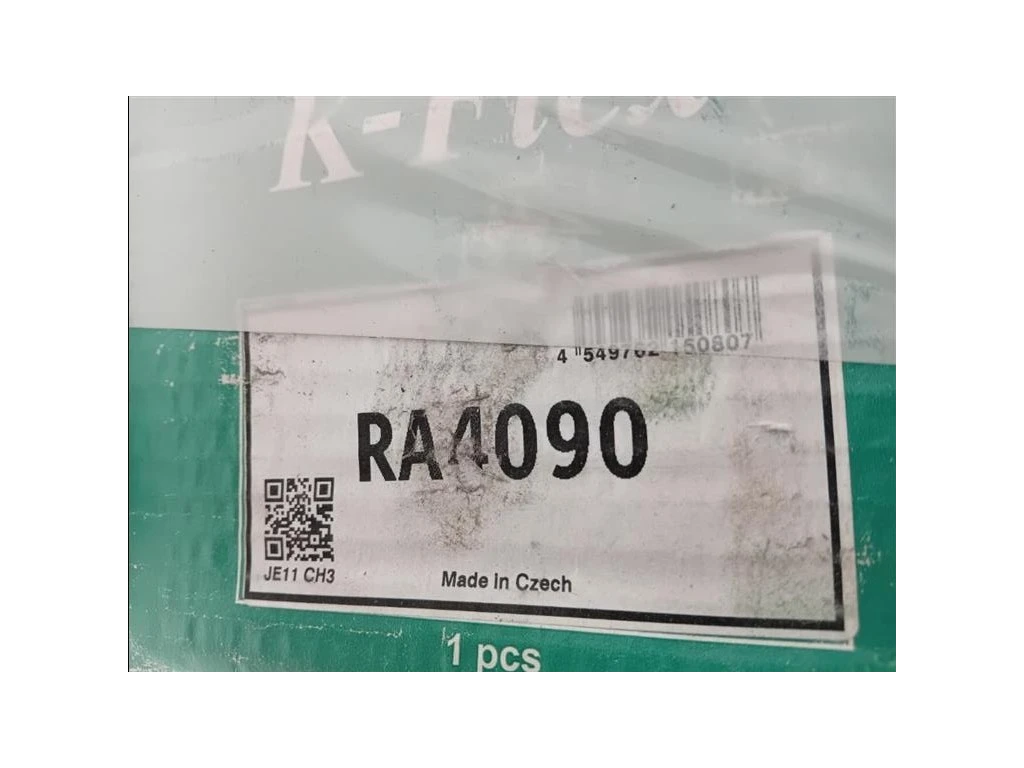 K-Flex
4 549762 150807
RA4090
JE11 CH3
Made in Czech
1 pcs